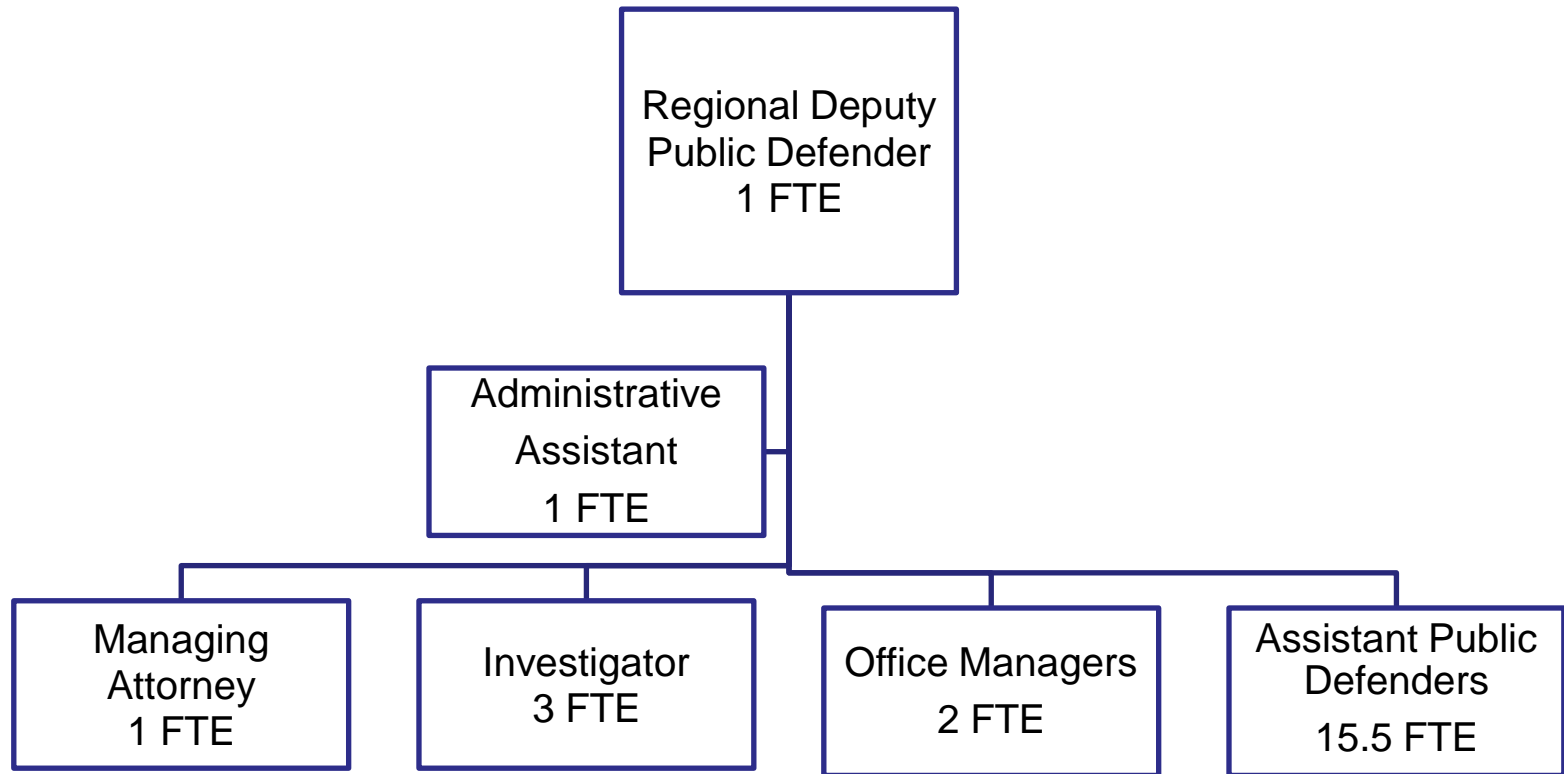 Regional Deputy
Public Defender
1 FTE
Administrative
Assistant
1 FTE
Managing
Attorney
1 FTE
Investigator
3 FTE
Office Managers
2 FTE
Assistant Public
Defenders
15.5 FTE